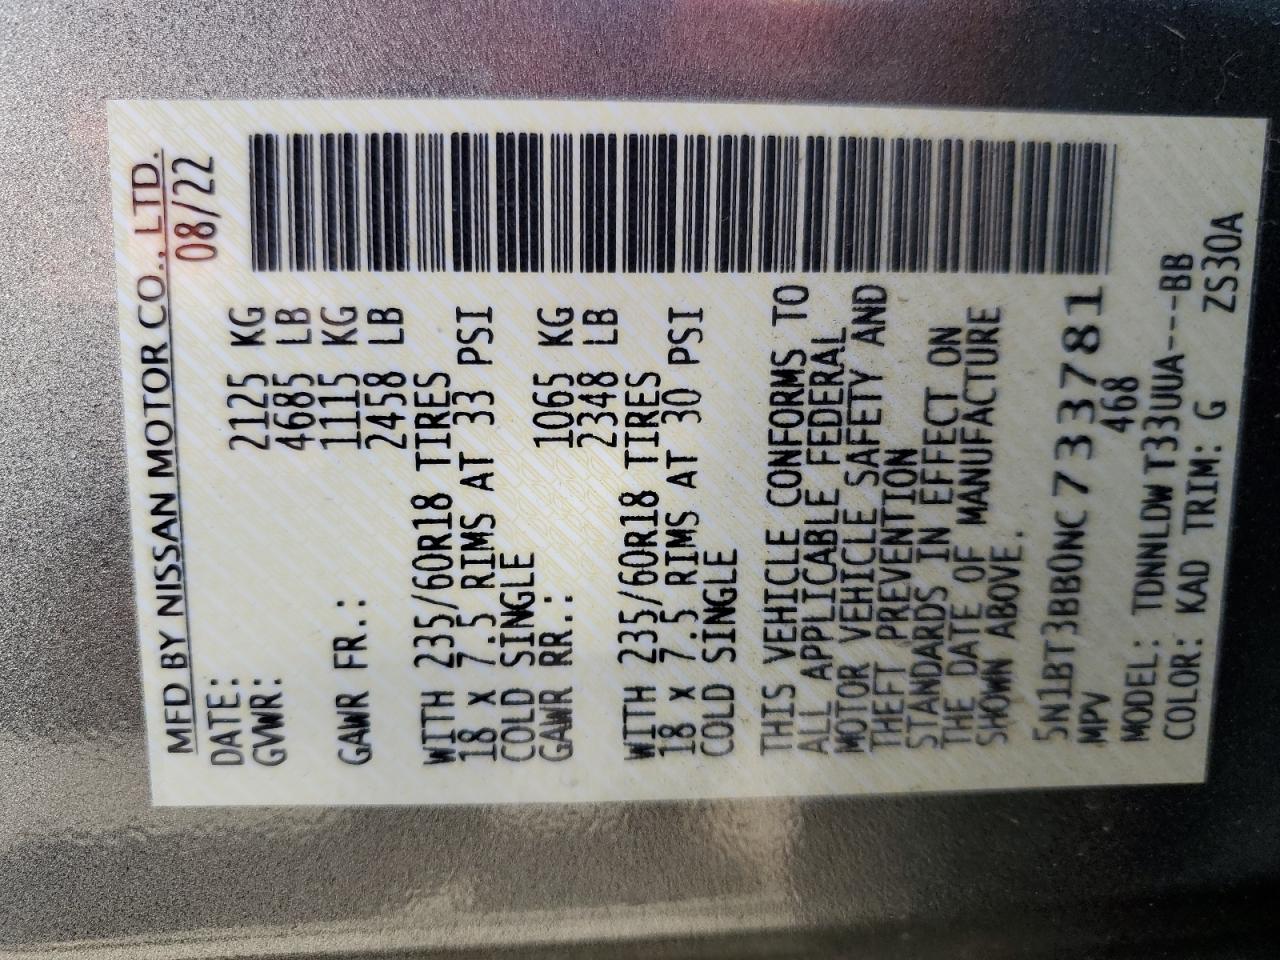 MFD BY NISSAN MOTOR CO., LTD.
DATE: 08/22
GVWR: 2125 KG
4685 LB
1115 KG
GAWR FR.: 2458 LB
WITH 235/60R18 TIRES
18 X 7.5 RIMS AT 33 PSI
COLD SINGLE
GAWR RR.: 1065 KG
2348 LB
WITH 235/60R18 TIRES
18 X 7.5 RIMS AT 30 PSI
COLD SINGLE
THIS VEHICLE CONFORMS TO
ALL APPLICABLE FEDERAL
MOTOR VEHICLE SAFETY AND
THEFT PREVENTION
STANDARDS IN EFFECT ON
THE DATE OF MANUFACTURE
SHOWN ABOVE.
5N1BT3BB0NC733781
MPV 468
MODEL: TDNNLDW T33UUA---BB
COLOR: KAD TRIM: G ZS30A